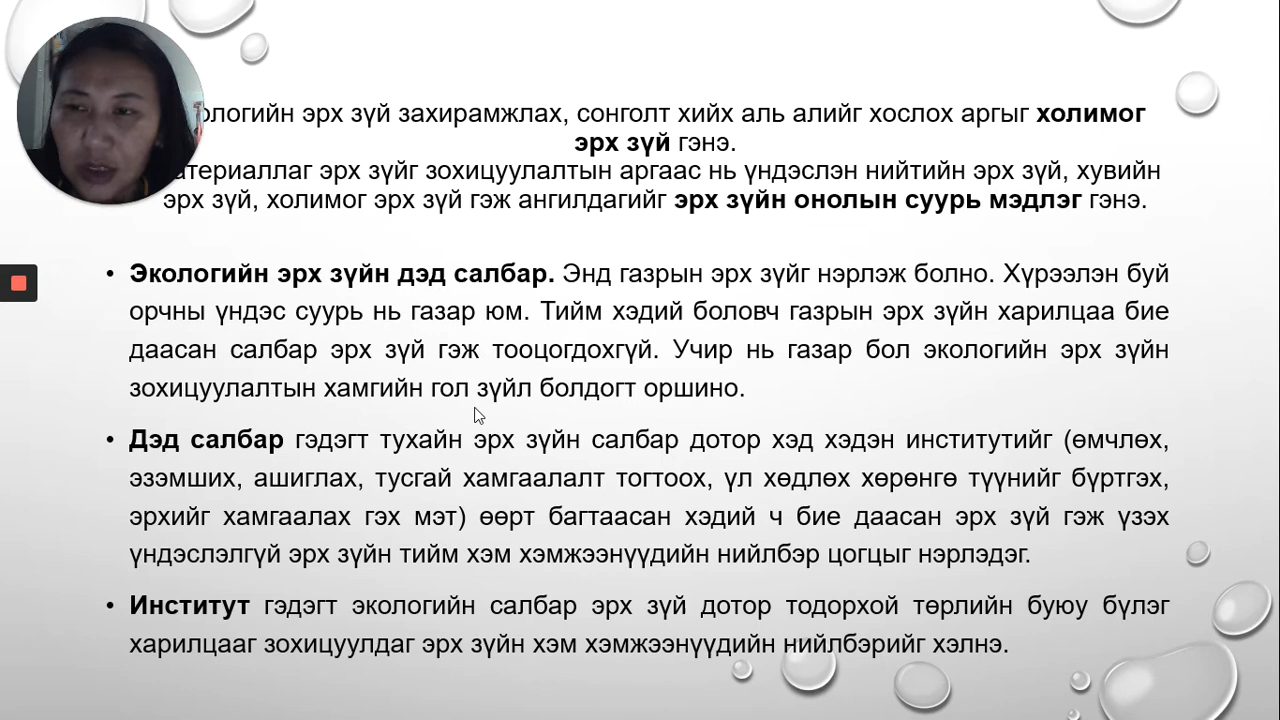 эрх зүй захирамжлах, сонголт хийх аль алийг хослох аргыг холимог
эрх зүй гэнэ.
эрх зүйг зохицуулалтын аргаас нь үндэслэн нийтийн эрх зүй, хувийн
эрх зүй, холимог эрх зүй гэж ангилдагийг эрх зүйн онолын суурь мэдлэг гэнэ.
• Экологийн эрх зүйн дэд салбар. Энд газрын эрх зүйг нэрлэж болно. Хүрээлэн буй
орчны үндэс суурь нь газар юм. Тийм хэдий боловч газрын эрх зүйн харилцаа бие
даасан салбар эрх зүй гэж тооцогдохгүй. Учир нь газар бол экологийн эрх зүйн
зохицуулалтын хамгийн гол зүйл болдогт оршино.
• Дэд салбар гэдэгт тухайн эрх зүйн салбар дотор хэд хэдэн институтийг (өмчлөх,
эзэмших, ашиглах, тусгай хамгаалалт тогтоох, үл хөдлөх хөрөнгө түүнийг бүртгэх,
эрхийг хамгаалах гэх мэт) өөрт багтаасан хэдий ч бие даасан эрх зүй гэж үзэх
үндэслэлгүй эрх зүйн тийм хэм хэмжээнүүдийн нийлбэр цогцыг нэрлэдэг.
• Институт гэдэгт экологийн салбар эрх зүй дотор тодорхой төрлийн буюу бүлэг
харилцааг зохицуулдаг эрх зүйн хэм хэмжээнүүдийн нийлбэрийг хэлнэ.